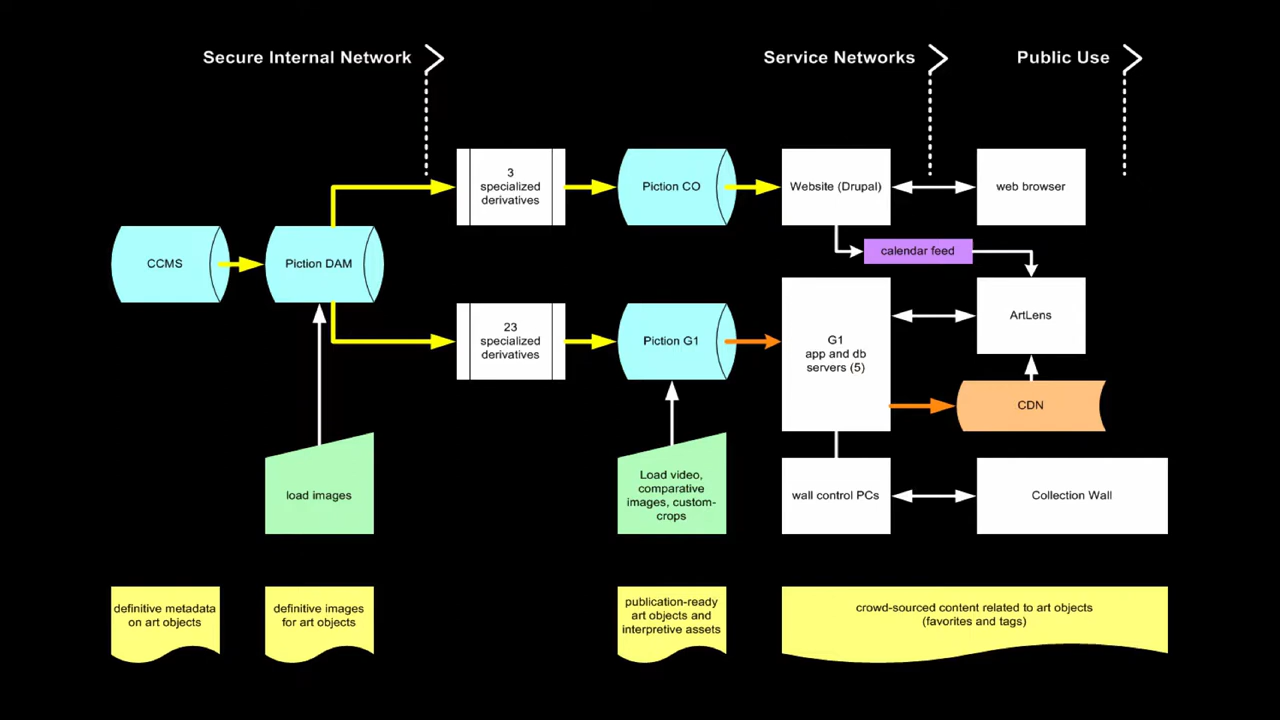 Secure Internal Network
Service Networks
Public Use
3
specialized
derivatives
Piction CO
Website (Drupal)
web browser
CCMS
Piction DAM
calendar feed
23
specialized
derivatives
Piction G1
G1
app and db
servers (5)
ArtLens
CDN
load images
Load video,
comparative
images, custom-
crops
wall control PCs
Collection Wall
definitive metadata
on art objects
definitive images
for art objects
publication-ready
art objects and
interpretive assets
crowd-sourced content related to art objects
(favorites and tags)